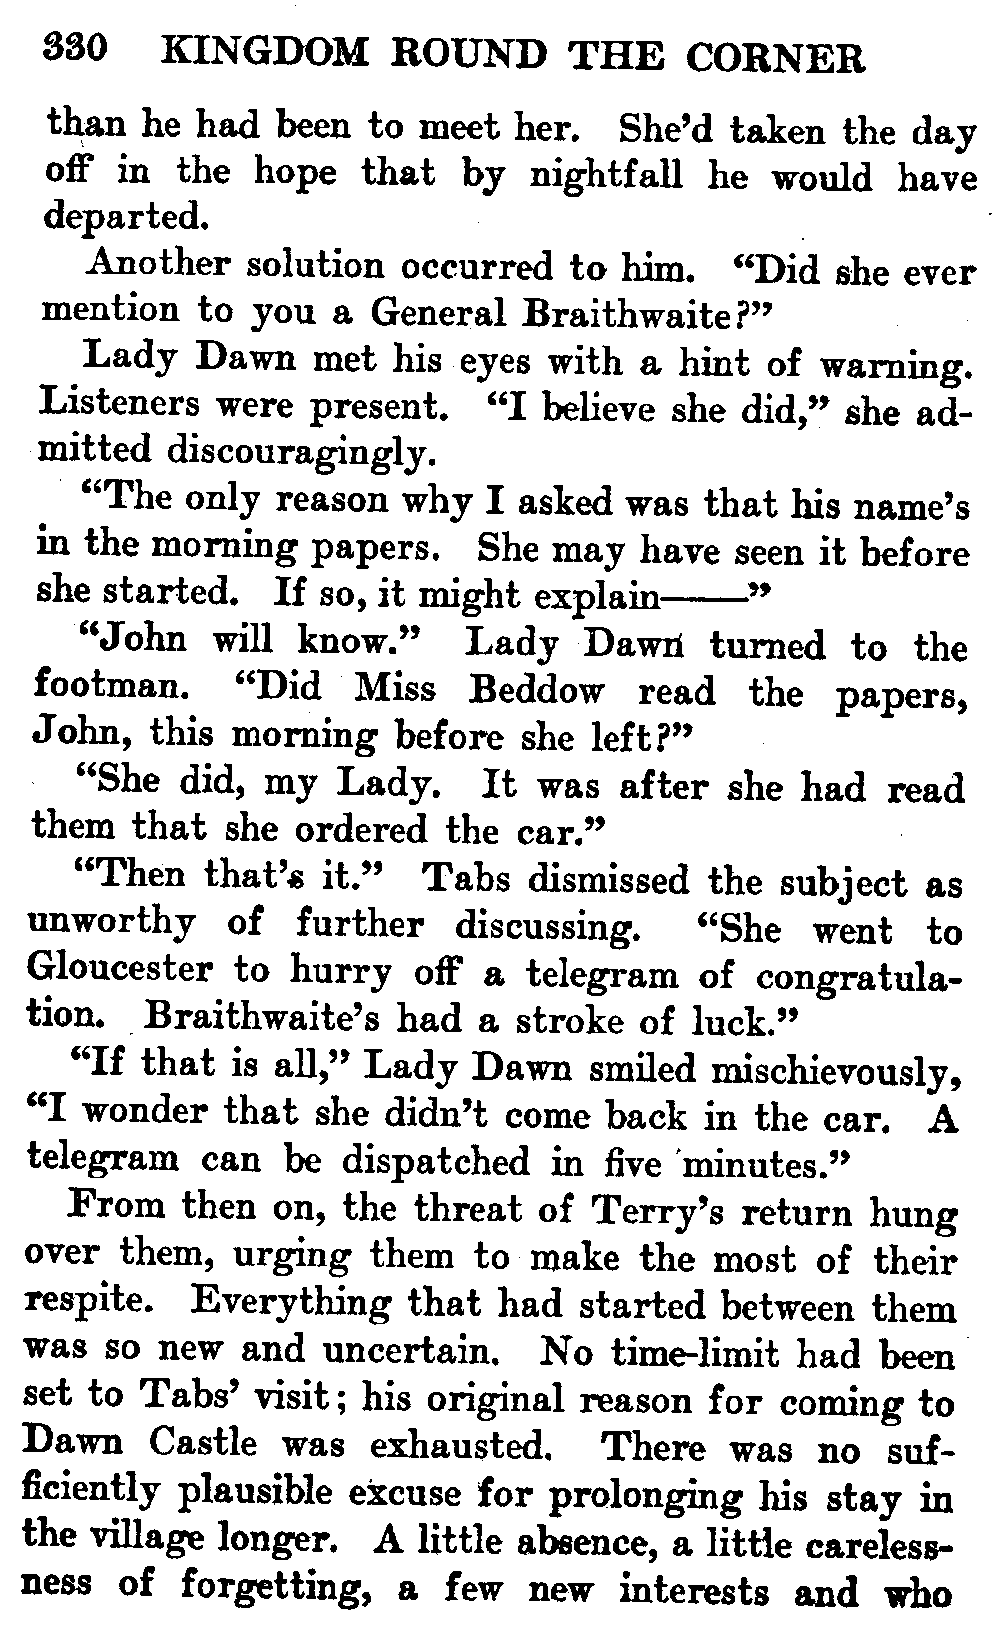 330 KINGDOM ROUND THE CORNER
than he had been to meet her. She'd taken the day
off in the hope that by nightfall he would have
departed.
Another solution occurred to him. "Did she ever
mention to you a General Braithwaite?"
Lady Dawn met his eyes with a hint of warning.
Listeners were present. "I believe she did," she ad-
mitted discouragingly.
"The only reason why I asked was that his name's
in the morning papers. She may have seen it before
she started. If so, it might explain——"
"John will know." Lady Dawn turned to the
footman. "Did Miss Beddow read the papers,
John, this morning before she left?"
"She did, my Lady. It was after she had read
them that she ordered the car."
"Then that's it." Tabs dismissed the subject as
unworthy of further discussing. "She went to
Gloucester to hurry off a telegram of congratula-
tion. Braithwaite's had a stroke of luck."
"If that is all," Lady Dawn smiled mischievously,
"I wonder that she didn't come back in the car. A
telegram can be dispatched in five minutes."
From then on, the threat of Terry's return hung
over them, urging them to make the most of their
respite. Everything that had started between them
was so new and uncertain. No time-limit had been
set to Tabs' visit; his original reason for coming to
Dawn Castle was exhausted. There was no suf-
ficiently plausible excuse for prolonging his stay in
the village longer. A little absence, a little careless-
ness of forgetting, a few new interests and who